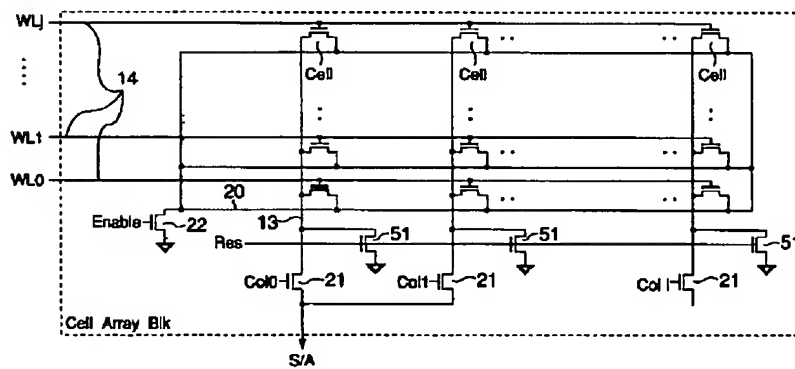 WLj
14
Cell
Cell
Cell
WL1
WL0
20
13
Enable
22
Res
51
51
51
Col0
21
Col1
21
Col i
21
Cell Array Blk
S/A